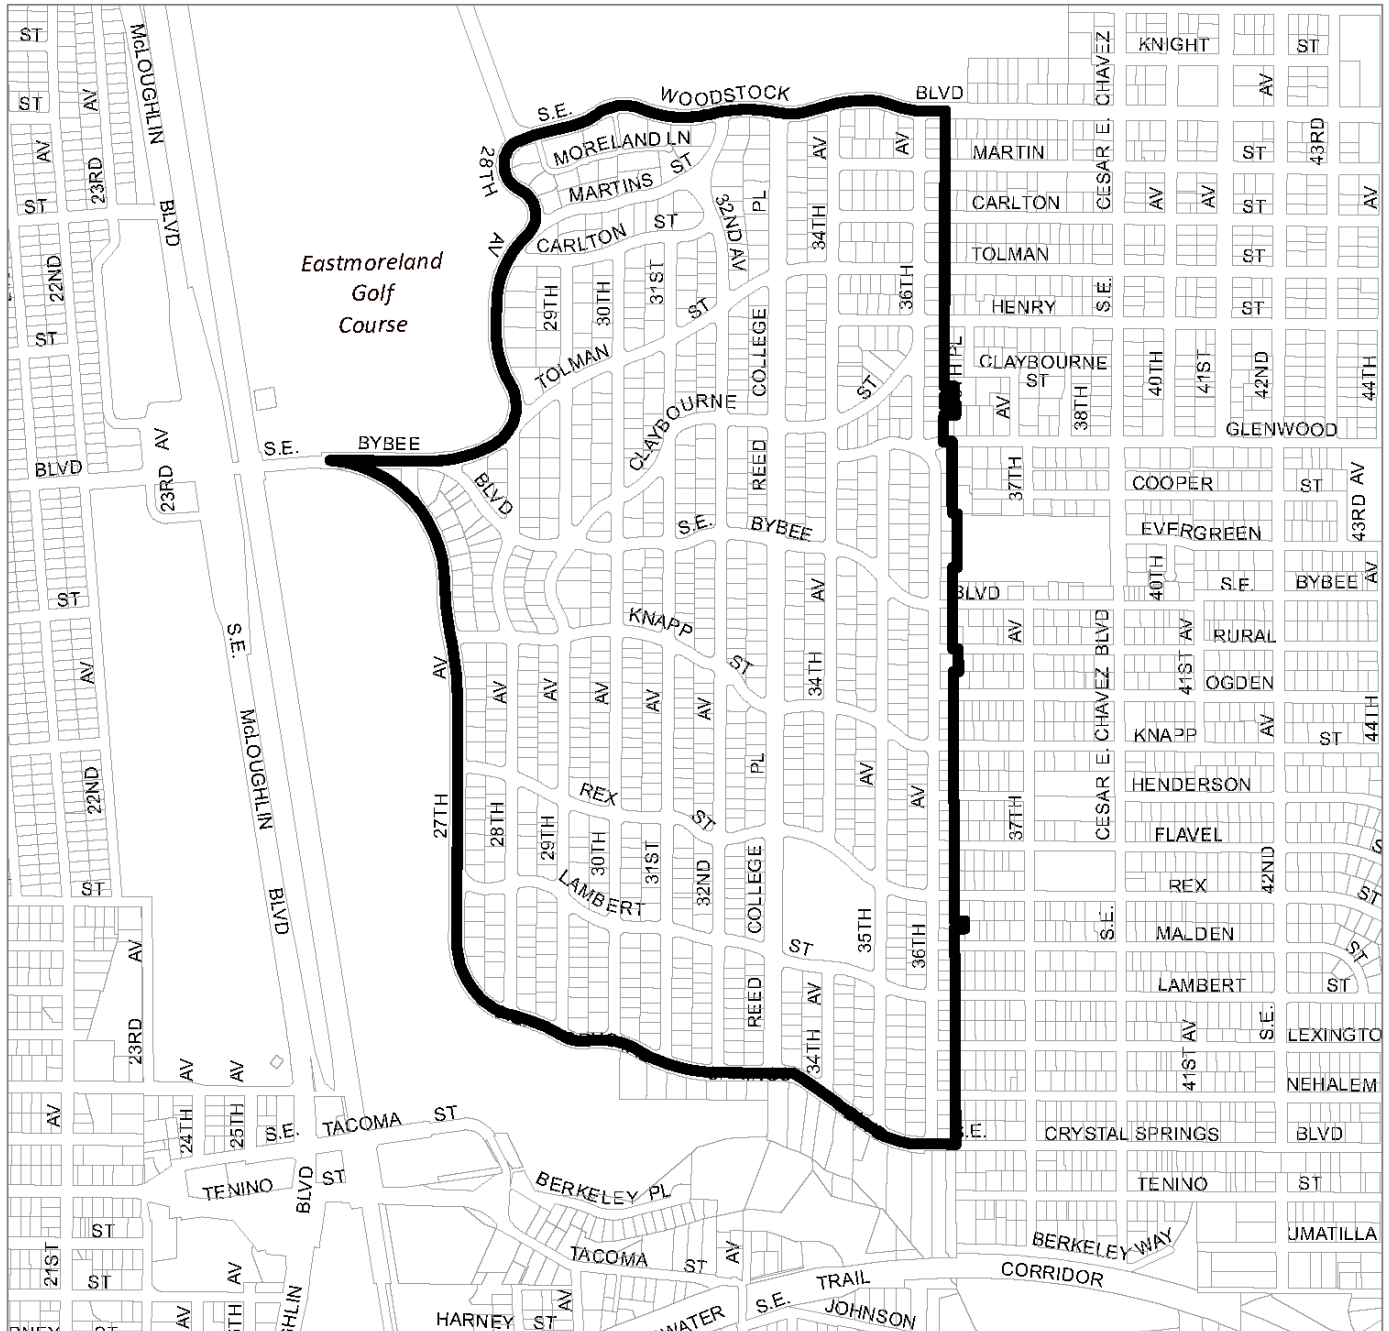 ST
McLOUGHLIN
BLVD
KNIGHT
ST
CHAVEZ
AV
ST
AV
S.E.
WOODSTOCK
BLVD
28TH
AV
MORELAND LN
MARTINS
ST
CARLTON
ST
32ND AV
PL
AV
34TH
AV
36TH
MARTIN
ST
43RD
CESAR E.
CARLTON
AV
AV
ST
AV
TOLMAN
ST
HENRY
S.E.
ST
AV
23RD
ST
22ND
ST
Eastmoreland
Golf
Course
29TH
30TH
31ST
ST
TOLMAN
COLLEGE
ST
PL
CLAYBOURNE
ST
AV
38TH
40TH
41ST
42ND
44TH
GLENWOOD
CLAYBOURNE
REED
S.E.
BYBEE
BLVD
BLVD
AV
23RD
37TH
COOPER
ST
43RD AV
EVERGREEN
S.E.
BYBEE
40TH
S.E.
BYBEE
AV
BLVD
ST
KNAPP
ST
AV
34TH
AV
CHAVEZ BLVD
41ST AV
RURAL
OGDEN
AV
S.E.
McLOUGHLIN
BLVD
AV
AV
AV
AV
AV
AV
AV
27TH
28TH
29TH
30TH
31ST
32ND
PL
AV
AV
KNAPP
AV
ST
44TH
HENDERSON
37TH
CESAR E.
FLAVEL
REX
42ND
ST
22ND
REX
ST
LAMBERT
ST
COLLEGE
REED
35TH
36TH
S.E.
MALDEN
ST
LAMBERT
ST
ST
AV
23RD
AV
34TH
41ST AV
S.E.
LEXINGTO
NEHALEM
AV
AV
AV
24TH
25TH
S.E.
TACOMA
ST
S.E.
CRYSTAL SPRINGS
BLVD
TENINO
BLVD
ST
BERKELEY PL
TENINO
ST
ST
21ST
ST
AV
TACOMA
ST
AV
BERKELEY WAY
UMATILLA
TRAIL
CORRIDOR
AV
HARNEY
ST
AV
S.E.
JOHNSON